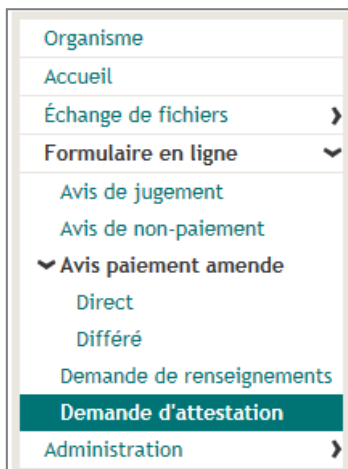 Organisme
Accueil
Échange de fichiers
Formulaire en ligne
Avis de jugement
Avis de non-paiement
Avis paiement amende
Direct
Différé
Demande de renseignements
Demande d'attestation
Administration